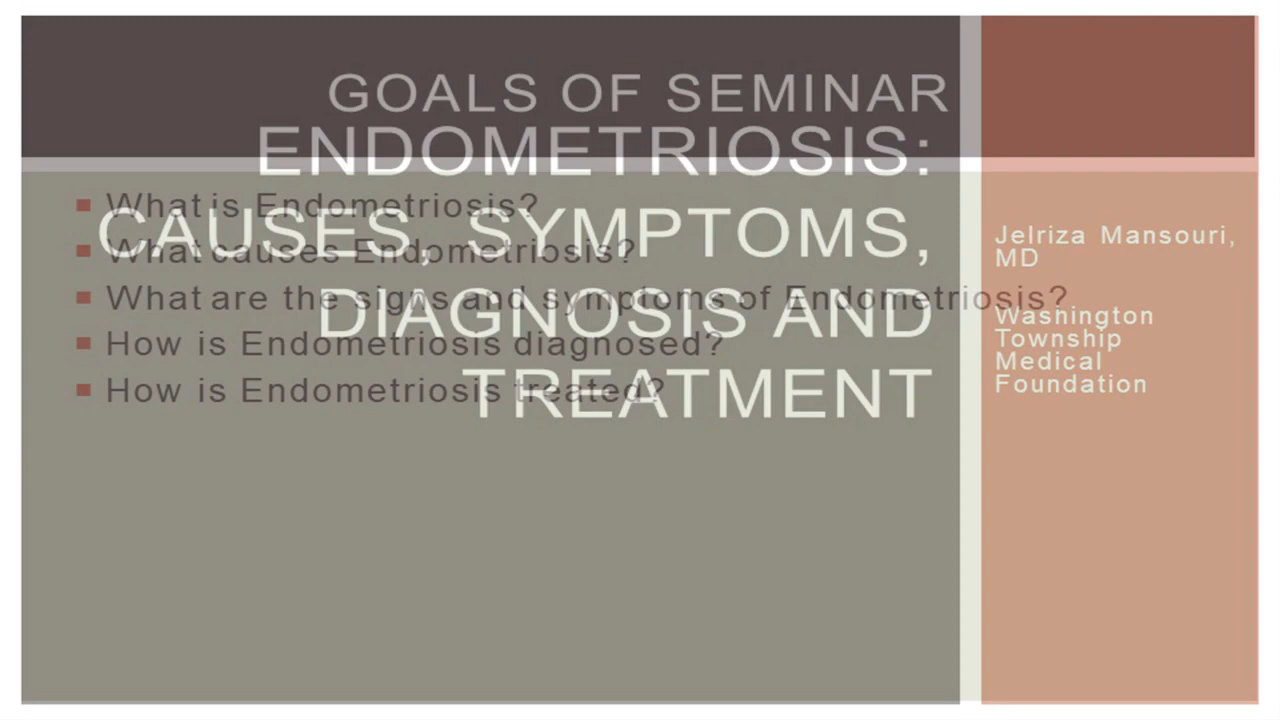 GOALS OF SEMINAR
ENDOMETRIOSIS:
CAUSES, SYMPTOMS,
DIAGNOSIS AND
TREATMENT
What is Endometriosis?
What causes Endometriosis?
What are the signs and symptoms of Endometriosis?
How is Endometriosis diagnosed?
How is Endometriosis treated?
Jelriza Mansouri,
MD
Washington
Township
Medical
Foundation